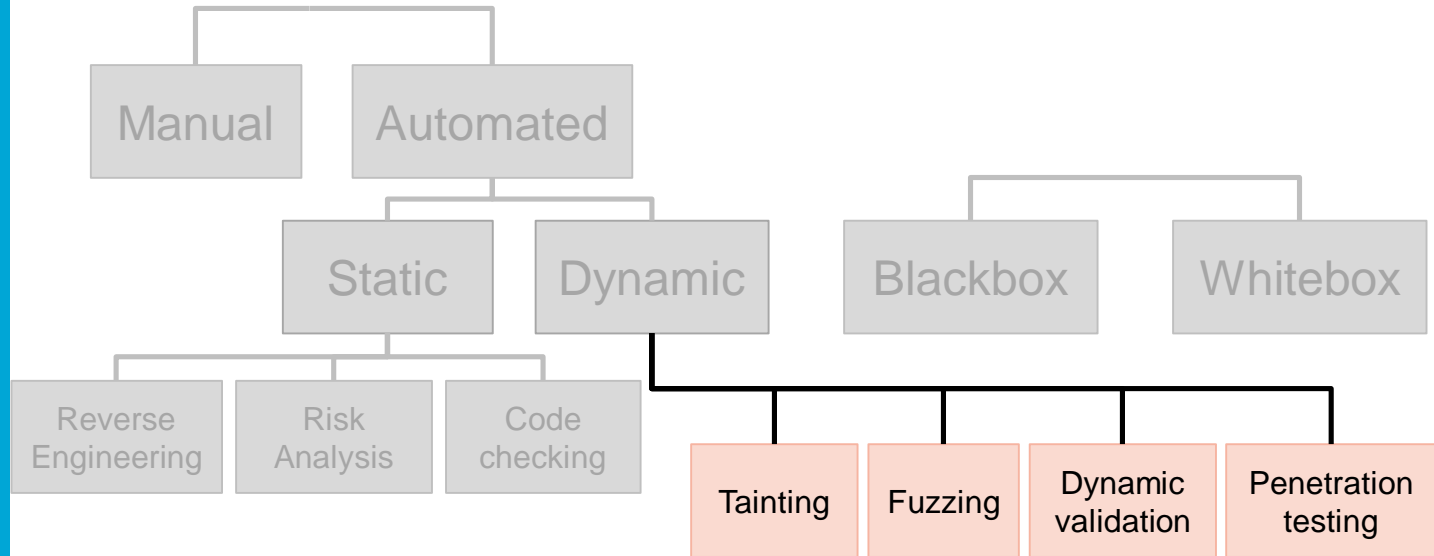 Manual
Automated
Static
Dynamic
Blackbox
Whitebox
Reverse
Engineering
Risk
Analysis
Code
checking
Tainting
Fuzzing
Dynamic
validation
Penetration
testing